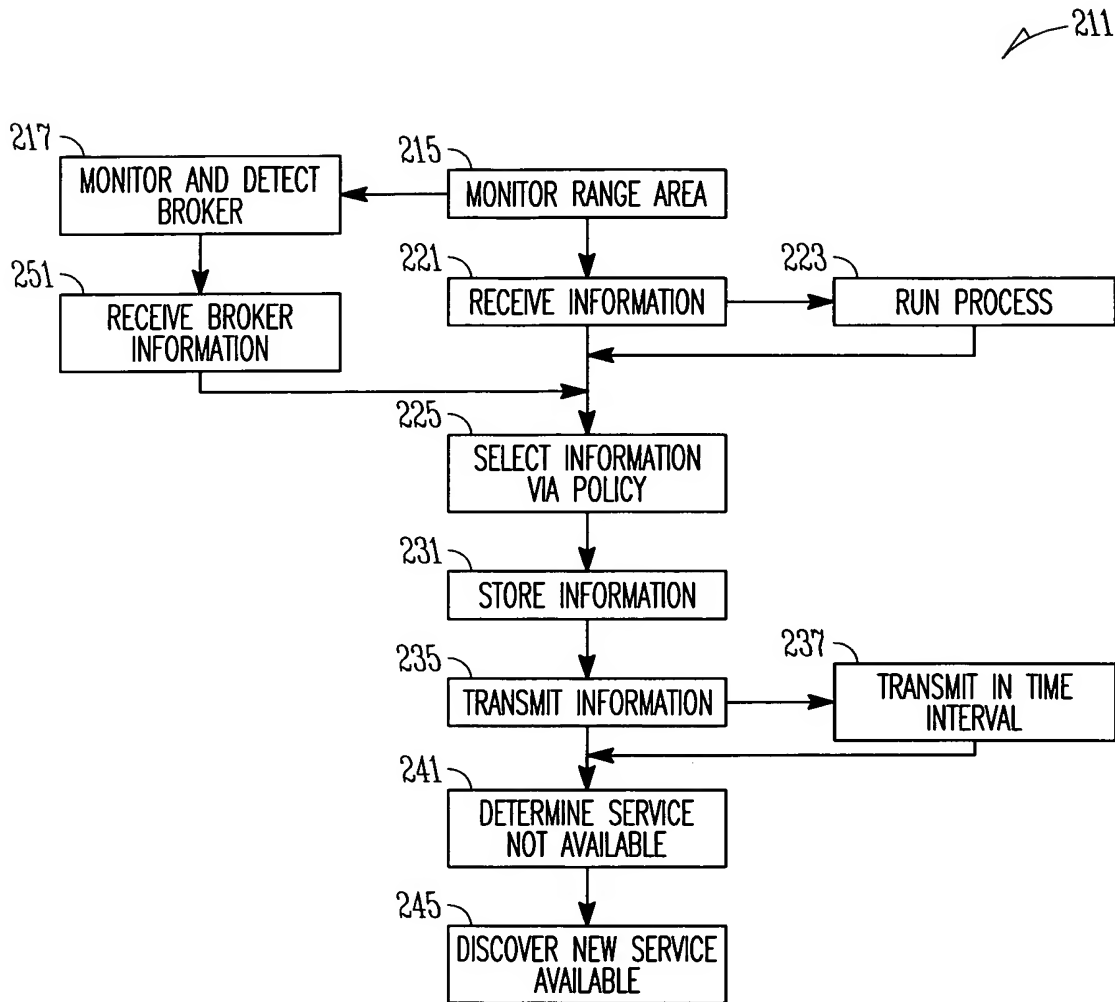 211
217
MONITOR AND DETECT
BROKER
215
MONITOR RANGE AREA
251
RECEIVE BROKER
INFORMATION
221
RECEIVE INFORMATION
223
RUN PROCESS
225
SELECT INFORMATION
VIA POLICY
231
STORE INFORMATION
235
TRANSMIT INFORMATION
237
TRANSMIT IN TIME
INTERVAL
241
DETERMINE SERVICE
NOT AVAILABLE
245
DISCOVER NEW SERVICE
AVAILABLE